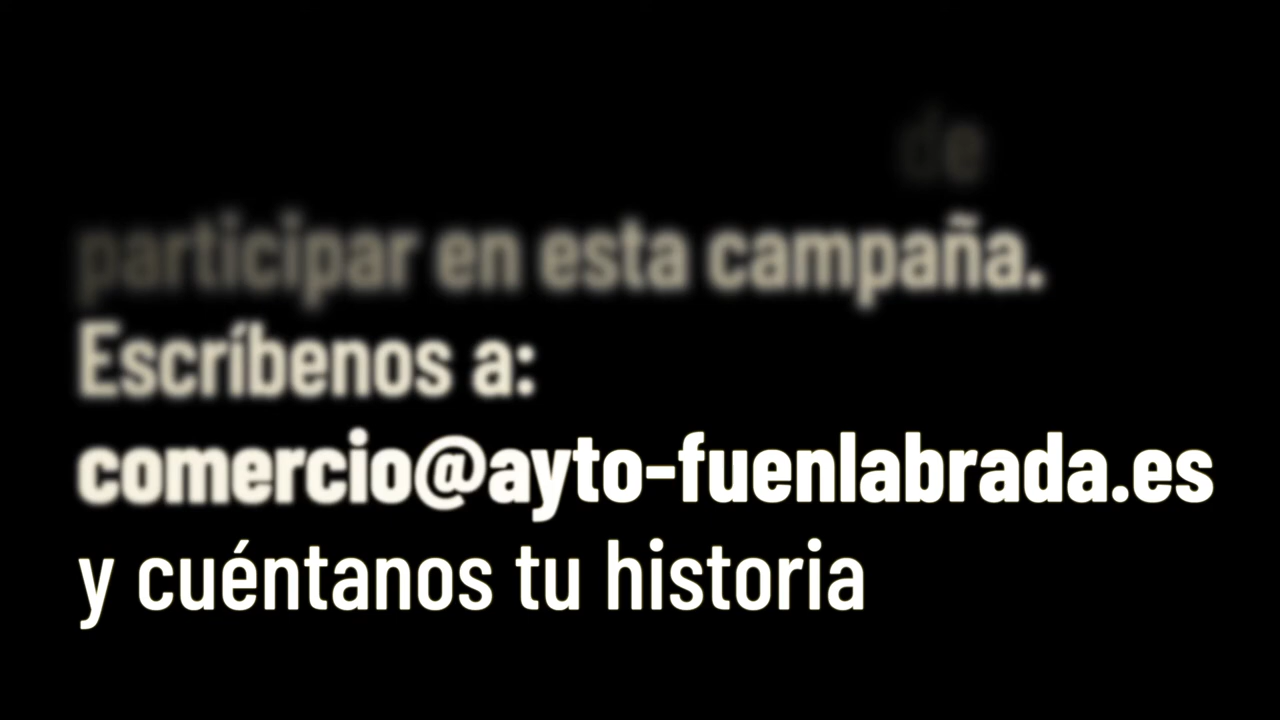 de
participar en esta campaña.
Escríbenos a:
comercio@ayto-fuenlabrada.es
y cuéntanos tu historia